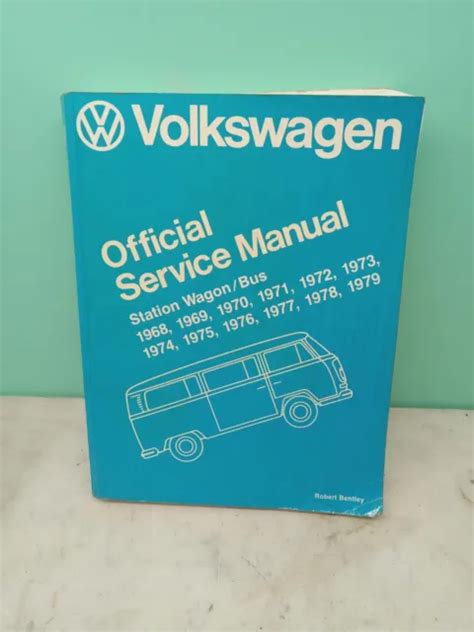 Volkswagen
Official
Service Manual
Station Wagon/Bus
1968, 1969, 1970, 1971, 1972, 1973,
1974, 1975, 1976, 1977, 1978, 1979
Robert Bentley